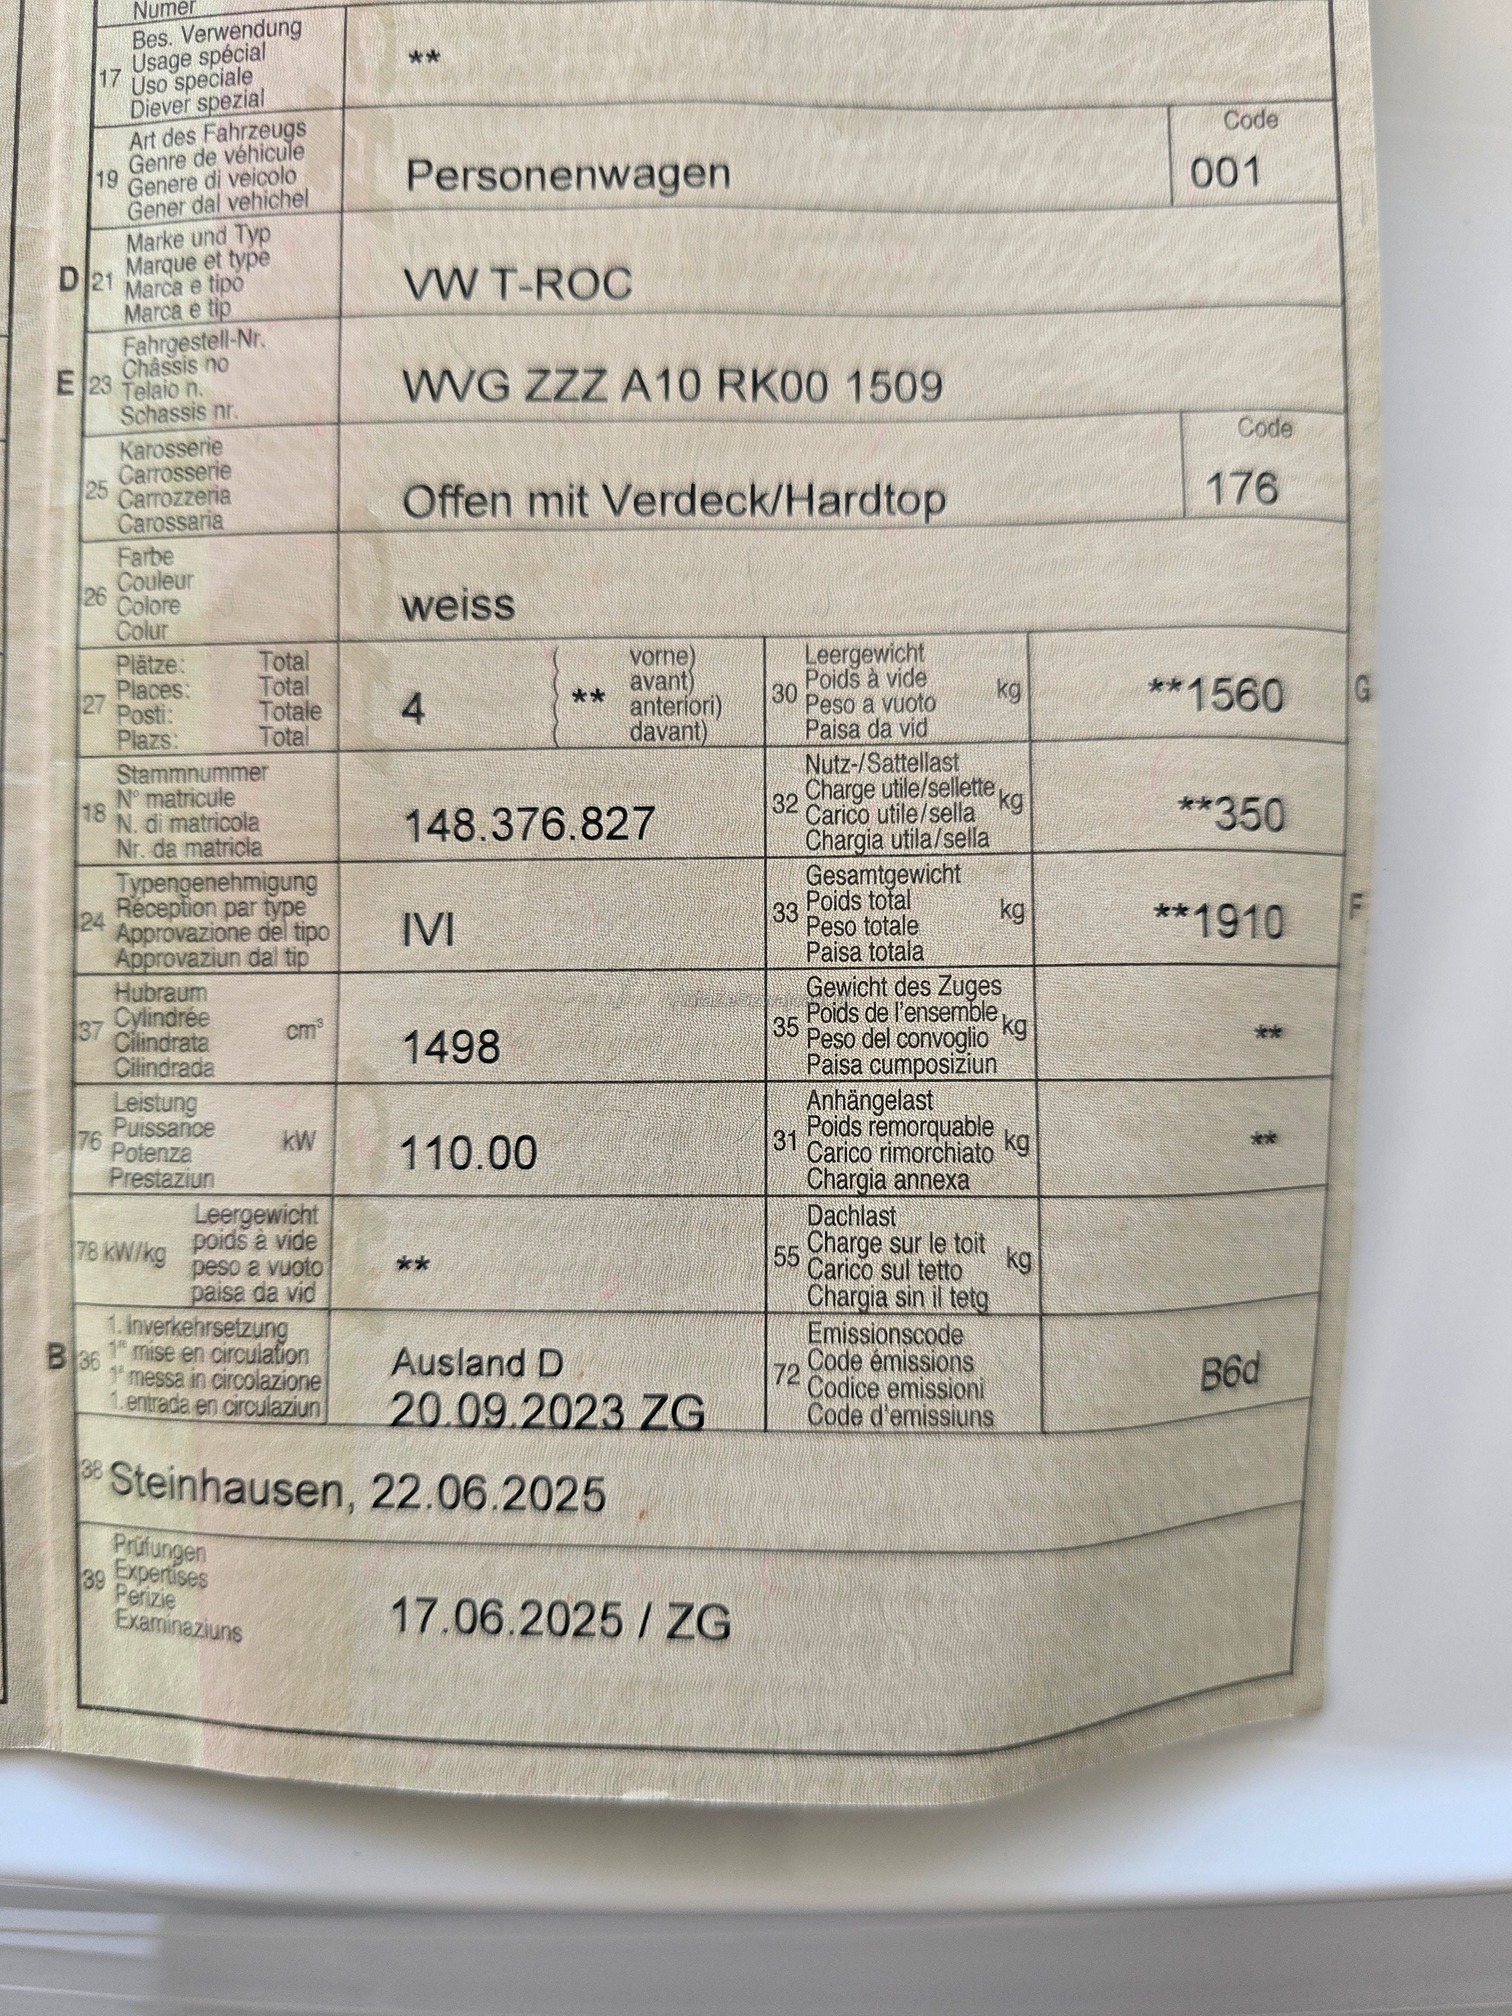 Numer
17 Bes. Verwendung
Usage spécial
Uso speciale
Diever spezial
**
19 Art des Fahrzeugs
Genre de véhicule
Genere di veicolo
Gener dal vehichel
Personenwagen
Code
001
D 21 Marke und Typ
Marque et type
Marca e tipo
Marca e tip
VW T-ROC
E 23 Fahrgestell-Nr.
Châssis no
Telaio n.
Schassis nr.
WVG ZZZ A10 RK00 1509
25 Karosserie
Carrosserie
Carrozzeria
Carossaria
Offen mit Verdeck/Hardtop
Code
176
26 Farbe
Couleur
Colore
Colur
weiss
27 Plätze: Total
Places: Total
Posti: Totale
Plazs: Total
4
( ** vorne)
avant)
anteriori)
davant)
30 Leergewicht
Poids à vide
Peso a vuoto
Paisa da vid
kg
**1560
G
18 Stammnummer
N° matricule
N. di matricola
Nr. da matricla
148.376.827
32 Nutz-/Sattellast
Charge utile/sellette
Carico utile/sella
Chargia utila/sella
kg
**350
24 Typengenehmigung
Réception par type
Approvazione del tipo
Approvaziun dal tip
IVI
33 Gesamtgewicht
Poids total
Peso totale
Paisa totala
kg
**1910
F
37 Hubraum
Cylindrée
Cilindrata
Cilindrada
cm³
1498
35 Gewicht des Zuges
Poids de l'ensemble
Peso del convoglio
Paisa cumposiziun
kg
**
76 Leistung
Puissance
Potenza
Prestaziun
kW
110.00
31 Anhängelast
Poids remorquable
Carico rimorchiato
Chargia annexa
kg
**
78 kW/kg
Leergewicht
poids à vide
peso a vuoto
paisa da vid
**
55 Dachlast
Charge sur le toit
Carico sul tetto
Chargia sin il tetg
kg
B 36 1. Inverkehrsetzung
1re mise en circulation
1a messa in circolazione
1. entrada en circulaziun
Ausland D
20.09.2023 ZG
72 Emissionscode
Code émissions
Codice emissioni
Code d'emissiuns
B6d
38 Steinhausen, 22.06.2025
39 Prüfungen
Expertises
Perizie
Examinaziuns
17.06.2025 / ZG